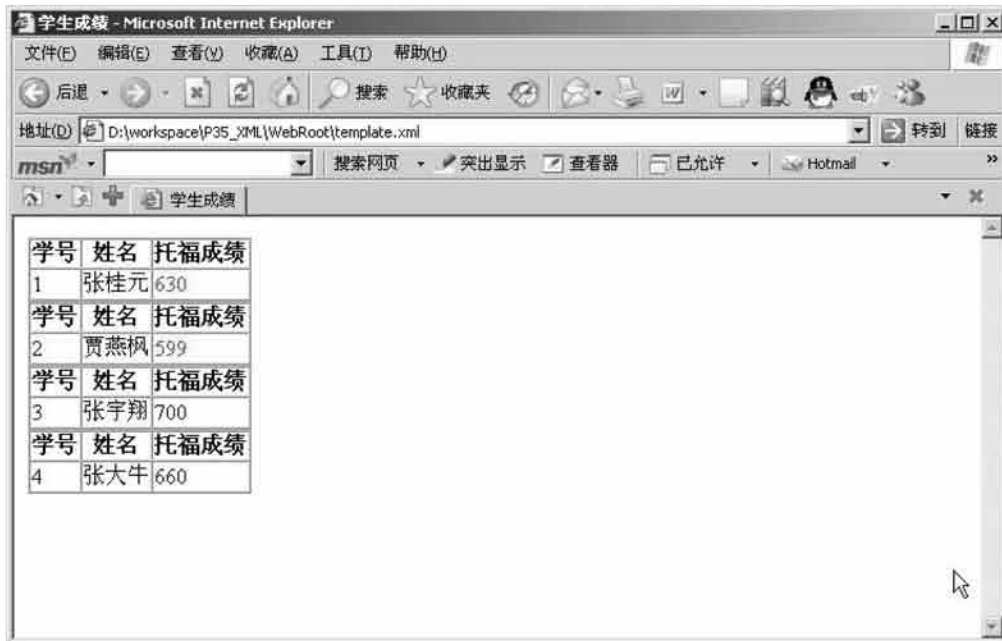 学生成绩 - Microsoft Internet Explorer
文件(F) 编辑(E) 查看(V) 收藏(A) 工具(T) 帮助(H)
后退 搜索 收藏夹
地址(D) D:\workspace\P35_XML\WebRoot\template.xml 转到 链接
msn 搜索网页 突出显示 查看器 已允许 Hotmail »
学生成绩
学号 姓名 托福成绩
1 张桂元 630
学号 姓名 托福成绩
2 贾燕枫 599
学号 姓名 托福成绩
3 张宇翔 700
学号 姓名 托福成绩
4 张大牛 660